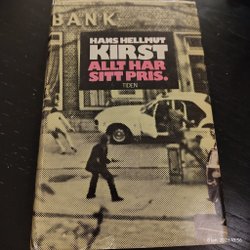 BANK
HANS HELLMUT
KIRST
ALLT HAR
SITT PRIS.
TIDEN